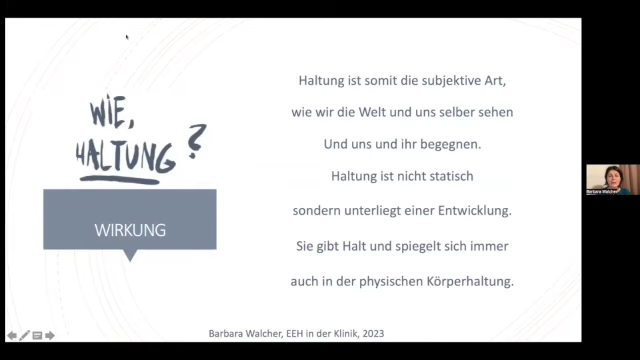 WIE,
HALTUNG?
WIRKUNG
Haltung ist somit die subjektive Art,
wie wir die Welt und uns selber sehen
Und uns und ihr begegnen.
Haltung ist nicht statisch
sondern unterliegt einer Entwicklung.
Sie gibt Halt und spiegelt sich immer
auch in der physischen Körperhaltung.
Barbara Walcher, EEH in der Klinik, 2023
Barbara Walcher